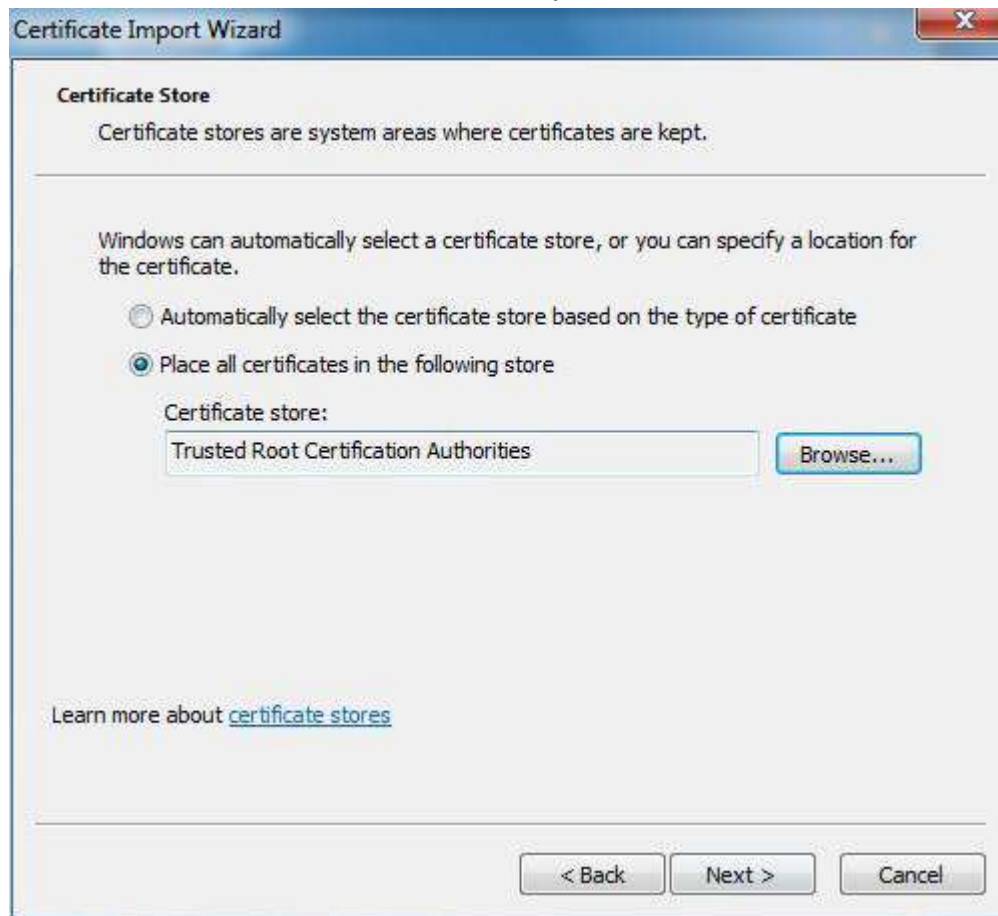 Certificate Import Wizard
Certificate Store
Certificate stores are system areas where certificates are kept.
Windows can automatically select a certificate store, or you can specify a location for
the certificate.
Automatically select the certificate store based on the type of certificate
Place all certificates in the following store
Certificate store:
Trusted Root Certification Authorities
Browse...
Learn more about certificate stores
< Back Next > Cancel